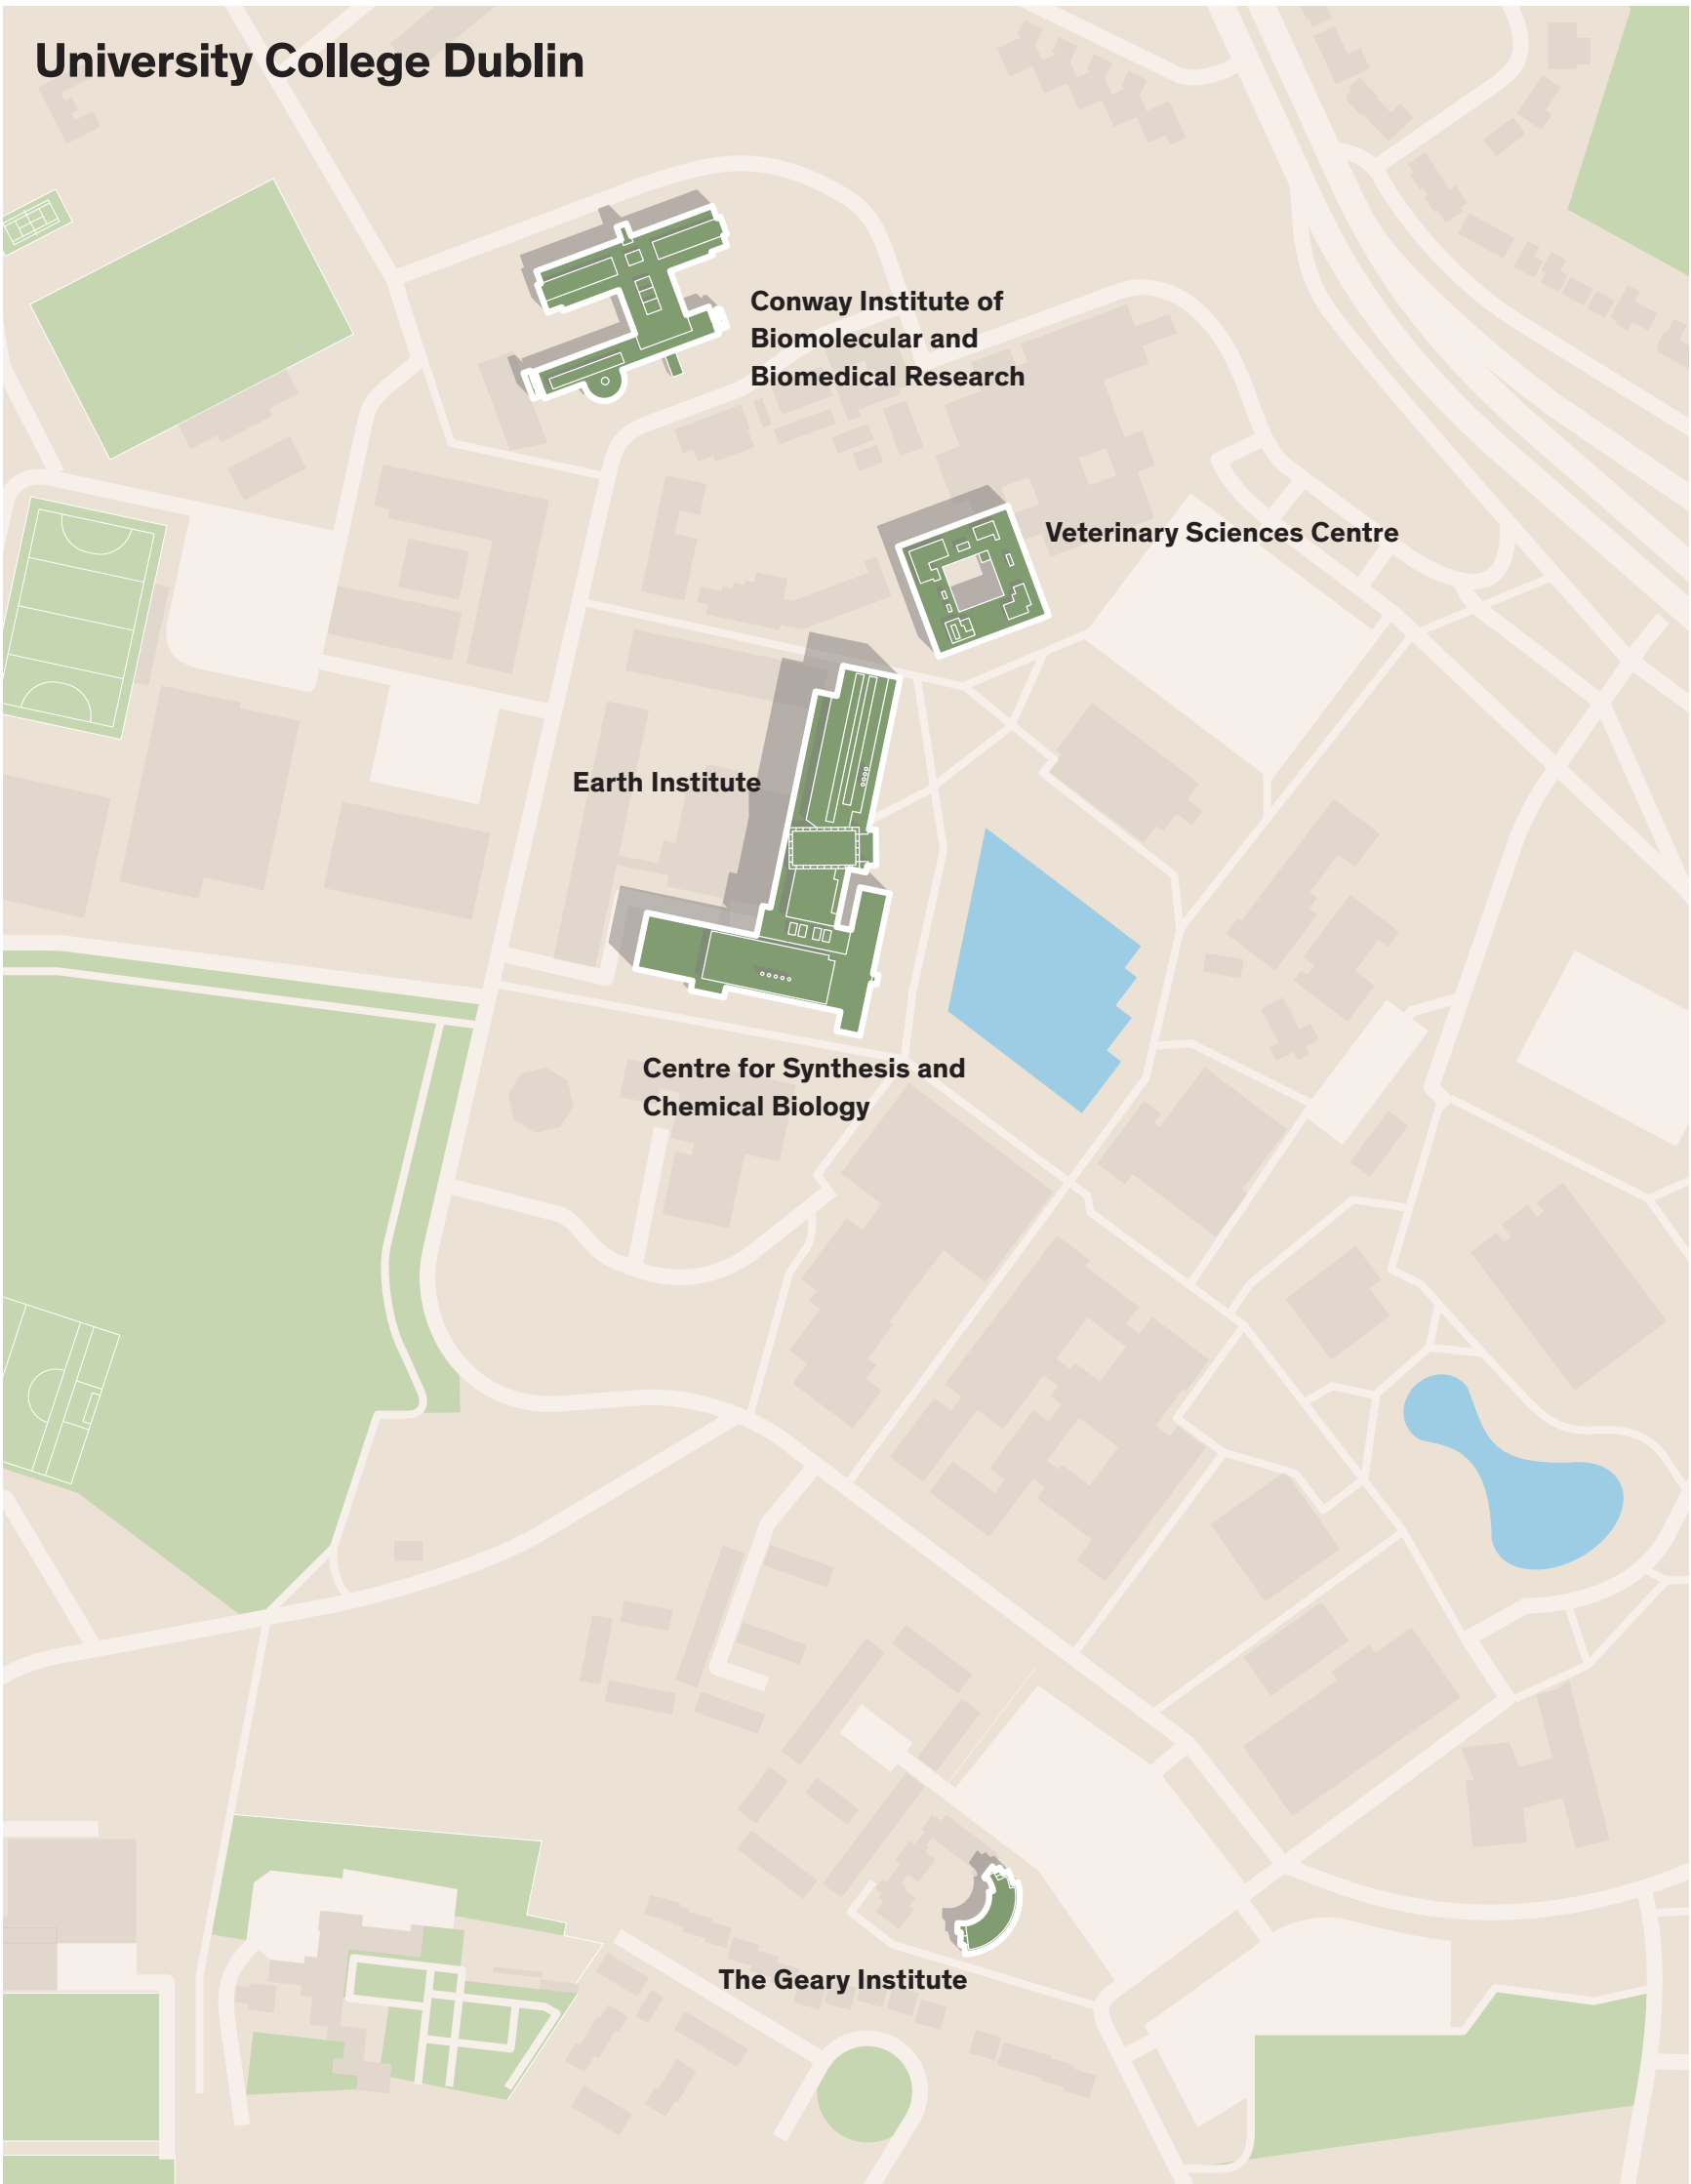 University College Dublin
Conway Institute of
Biomolecular and
Biomedical Research
Veterinary Sciences Centre
Earth Institute
Centre for Synthesis and
Chemical Biology
The Geary Institute